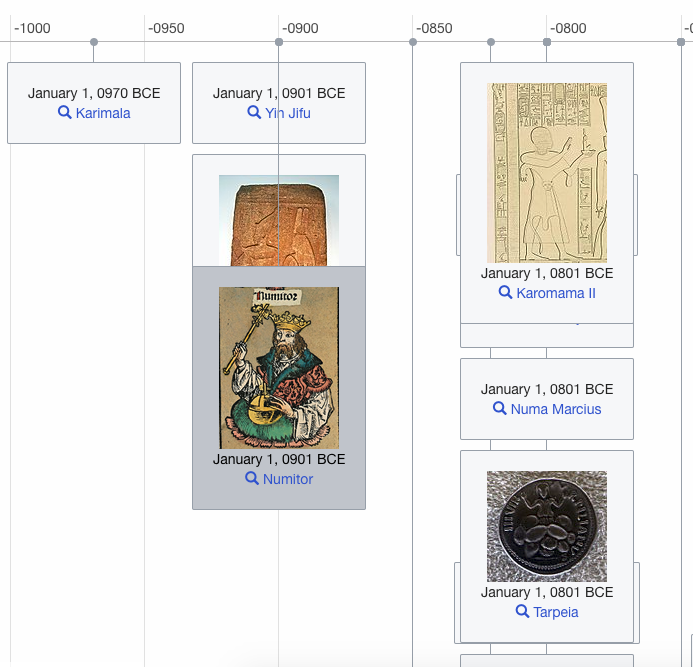 -1000
-0950
-0900
-0850
-0800
January 1, 0970 BCE
Karimala
January 1, 0901 BCE
Yin Jifu
Numitor
January 1, 0901 BCE
Numitor
January 1, 0801 BCE
Karomama II
January 1, 0801 BCE
Numa Marcius
January 1, 0801 BCE
Tarpeia